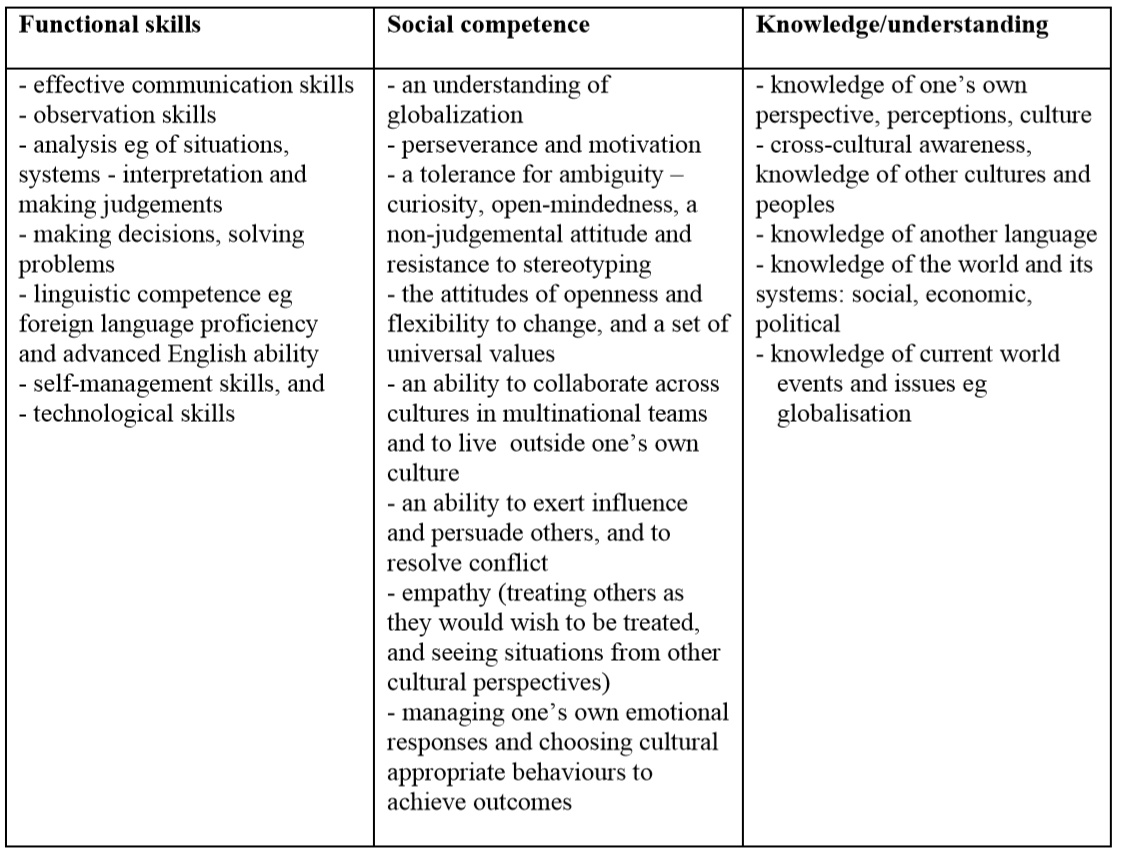 Functional skills
- effective communication skills
- observation skills
- analysis eg of situations,
systems - interpretation and
making judgements
- making decisions, solving
problems
- linguistic competence eg
foreign language proficiency
and advanced English ability
- self-management skills, and
- technological skills
Social competence
- an understanding of
globalization
- perseverance and motivation
- a tolerance for ambiguity –
curiosity, open-mindedness, a
non-judgemental attitude and
resistance to stereotyping
- the attitudes of openness and
flexibility to change, and a set of
universal values
- an ability to collaborate across
cultures in multinational teams
and to live  outside one’s own
culture
- an ability to exert influence
and persuade others, and to
resolve conflict
- empathy (treating others as
they would wish to be treated,
and seeing situations from other
cultural perspectives)
- managing one’s own emotional
responses and choosing cultural
appropriate behaviours to
achieve outcomes
Knowledge/understanding
- knowledge of one’s own
perspective, perceptions, culture
- cross-cultural awareness,
knowledge of other cultures and
peoples
- knowledge of another language
- knowledge of the world and its
systems: social, economic,
political
- knowledge of current world
events and issues eg
globalisation